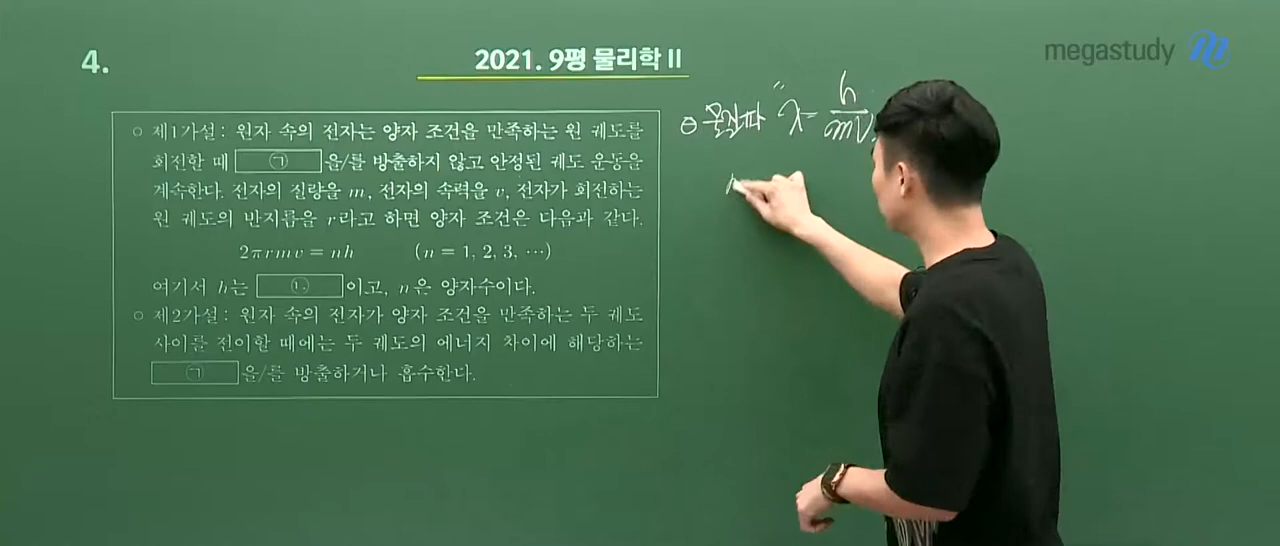 4.
2021. 9평 물리학 Ⅱ
megastudy
○ 제1가설: 원자 속의 전자는 양자 조건을 만족하는 원 궤도를
회전할 때 ㉠ 을/를 방출하지 않고 안정된 궤도 운동을
계속한다. 전자의 질량을 m, 전자의 속력을 v, 전자가 회전하는
원 궤도의 반지름을 r라고 하면 양자 조건은 다음과 같다.
2πrmv = nh (n = 1, 2, 3, ⋯)
여기서 h는 ㉡ 이고, n은 양자수이다.
○ 제2가설: 원자 속의 전자가 양자 조건을 만족하는 두 궤도
사이를 전이할 때에는 두 궤도의 에너지 차이에 해당하는
㉠ 을/를 방출하거나 흡수한다.
물질파 λ = h/mv